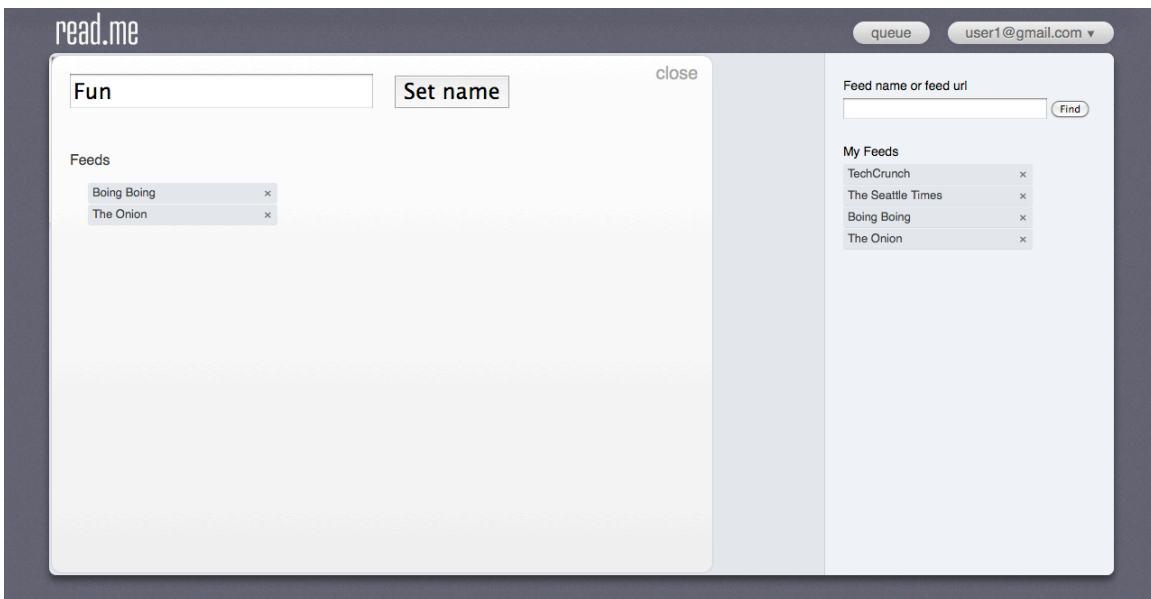 read.me
queue
user1@gmail.com ▾
Fun
Set name
close
Feeds
Boing Boing ×
The Onion ×
Feed name or feed url
Find
My Feeds
TechCrunch ×
The Seattle Times ×
Boing Boing ×
The Onion ×